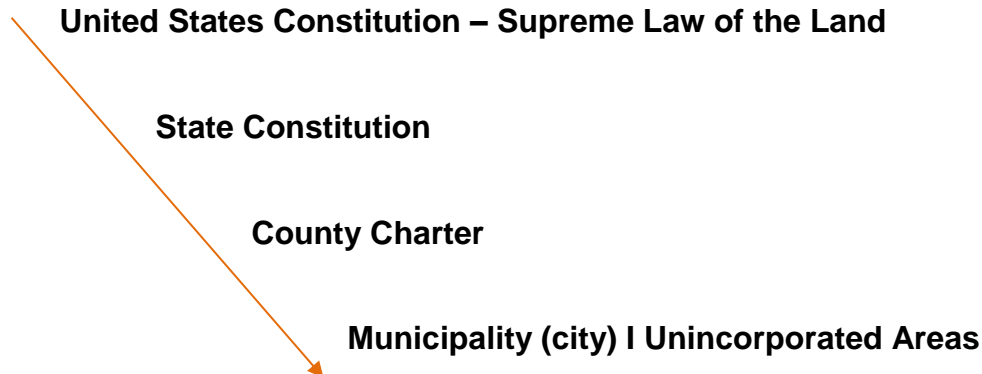 United States Constitution – Supreme Law of the Land
State Constitution
County Charter
Municipality (city) I Unincorporated Areas